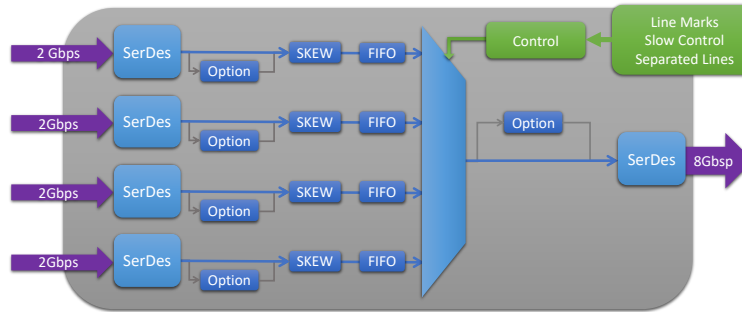 Line Marks
Slow Control
Separated Lines
Control
2 Gbps
SerDes
Option
SKEW
FIFO
2Gbps
SerDes
Option
SKEW
FIFO
Option
SerDes
8Gbsp
2Gbps
SerDes
Option
SKEW
FIFO
2Gbps
SerDes
Option
SKEW
FIFO